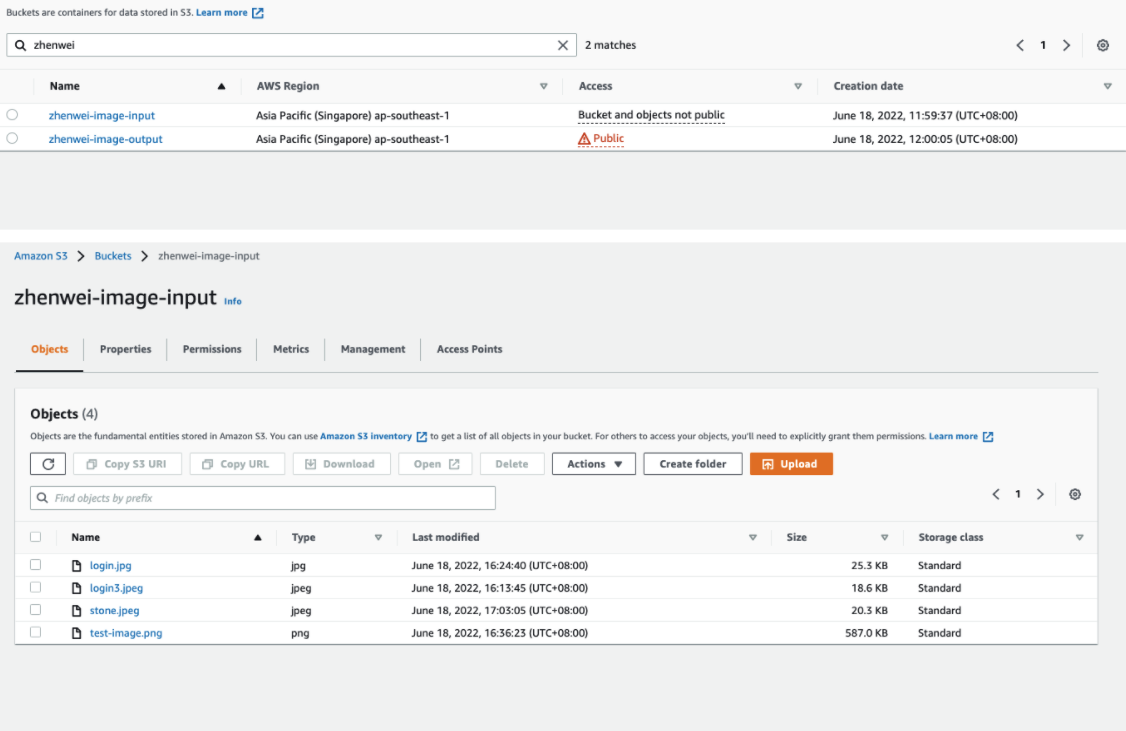 Buckets are containers for data stored in S3. Learn more
zhenwei 2 matches 1
Name AWS Region Access Creation date
zhenwei-image-input Asia Pacific (Singapore) ap-southeast-1 Bucket and objects not public June 18, 2022, 11:59:37 (UTC+08:00)
zhenwei-image-output Asia Pacific (Singapore) ap-southeast-1 Public June 18, 2022, 12:00:05 (UTC+08:00)
Amazon S3 Buckets zhenwei-image-input
zhenwei-image-input Info
Objects Properties Permissions Metrics Management Access Points
Objects (4)
Objects are the fundamental entities stored in Amazon S3. You can use Amazon S3 inventory to get a list of all objects in your bucket. For others to access your objects, you'll need to explicitly grant them permissions. Learn more
Copy S3 URI Copy URL Download Open Delete Actions Create folder Upload
Find objects by prefix 1
Name Type Last modified Size Storage class
login.jpg jpg June 18, 2022, 16:24:40 (UTC+08:00) 25.3 KB Standard
login3.jpeg jpeg June 18, 2022, 16:13:45 (UTC+08:00) 18.6 KB Standard
stone.jpeg jpeg June 18, 2022, 17:03:05 (UTC+08:00) 20.3 KB Standard
test-image.png png June 18, 2022, 16:36:23 (UTC+08:00) 587.0 KB Standard